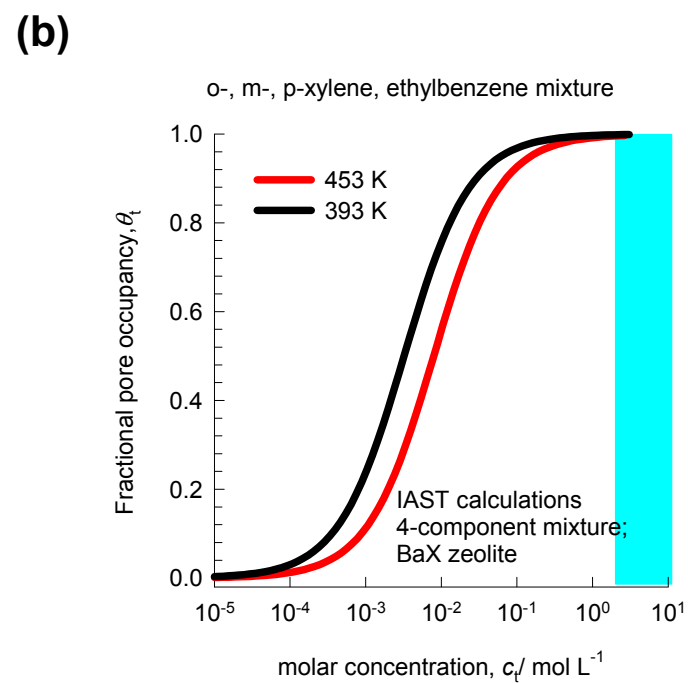 (b)
o-, m-, p-xylene, ethylbenzene mixture
Fractional pore occupancy,θt
1.0
0.8
0.6
0.4
0.2
0.0
453 K
393 K
IAST calculations
4-component mixture;
BaX zeolite
10⁻⁵ 10⁻⁴ 10⁻³ 10⁻² 10⁻¹ 10⁰ 10¹
molar concentration, cₜ/ mol L⁻¹